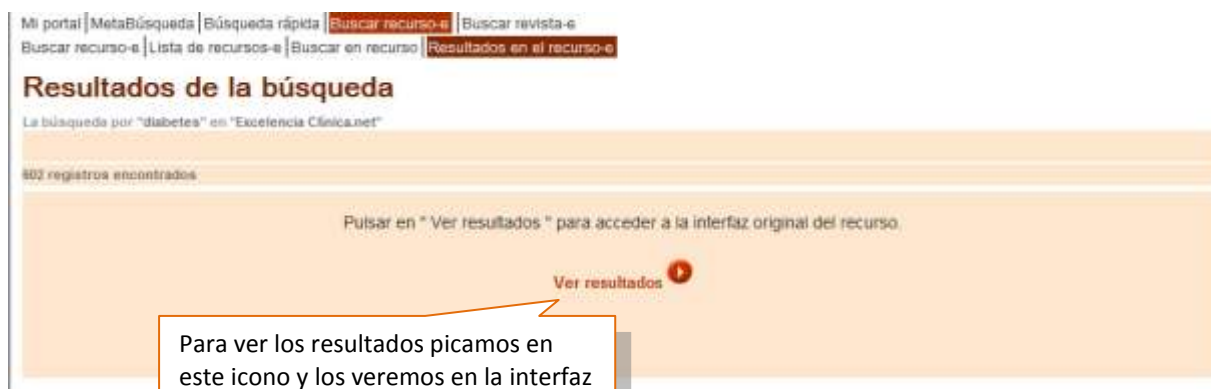 Mi portal | MetaBúsqueda | Búsqueda rápida | Buscar recurso-e | Buscar revista-e
Buscar recurso-e | Lista de recursos-e | Buscar en recurso | Resultados en el recurso-e
Resultados de la búsqueda
La búsqueda por "diabetes" en "Excelencia Clínica.net"
602 registros encontrados
Pulsar en " Ver resultados " para acceder a la interfaz original del recurso.
Ver resultados
Para ver los resultados picamos en
este icono y los veremos en la interfaz